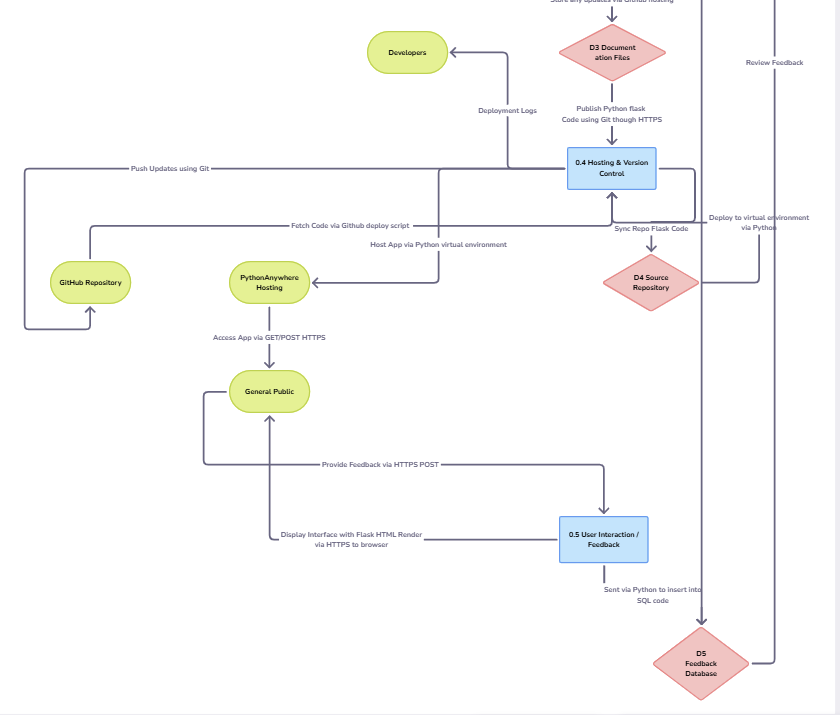 Store any updates via Github hosting
D3 Document
ation Files
Developers
Review Feedback
Deployment Logs
Publish Python flask
Code using Git though HTTPS
0.4 Hosting & Version
Control
Push Updates using Git
Deploy to virtual environment
via Python
Fetch Code via Github deploy script
Sync Repo Flask Code
Host App via Python virtual environment
GitHub Repository
PythonAnywhere
Hosting
D4 Source
Repository
Access App via GET/POST HTTPS
General Public
Provide Feedback via HTTPS POST
Display Interface with Flask HTML Render
via HTTPS to browser
0.5 User Interaction /
Feedback
Sent via Python to insert into
SQL code
D5
Feedback
Database